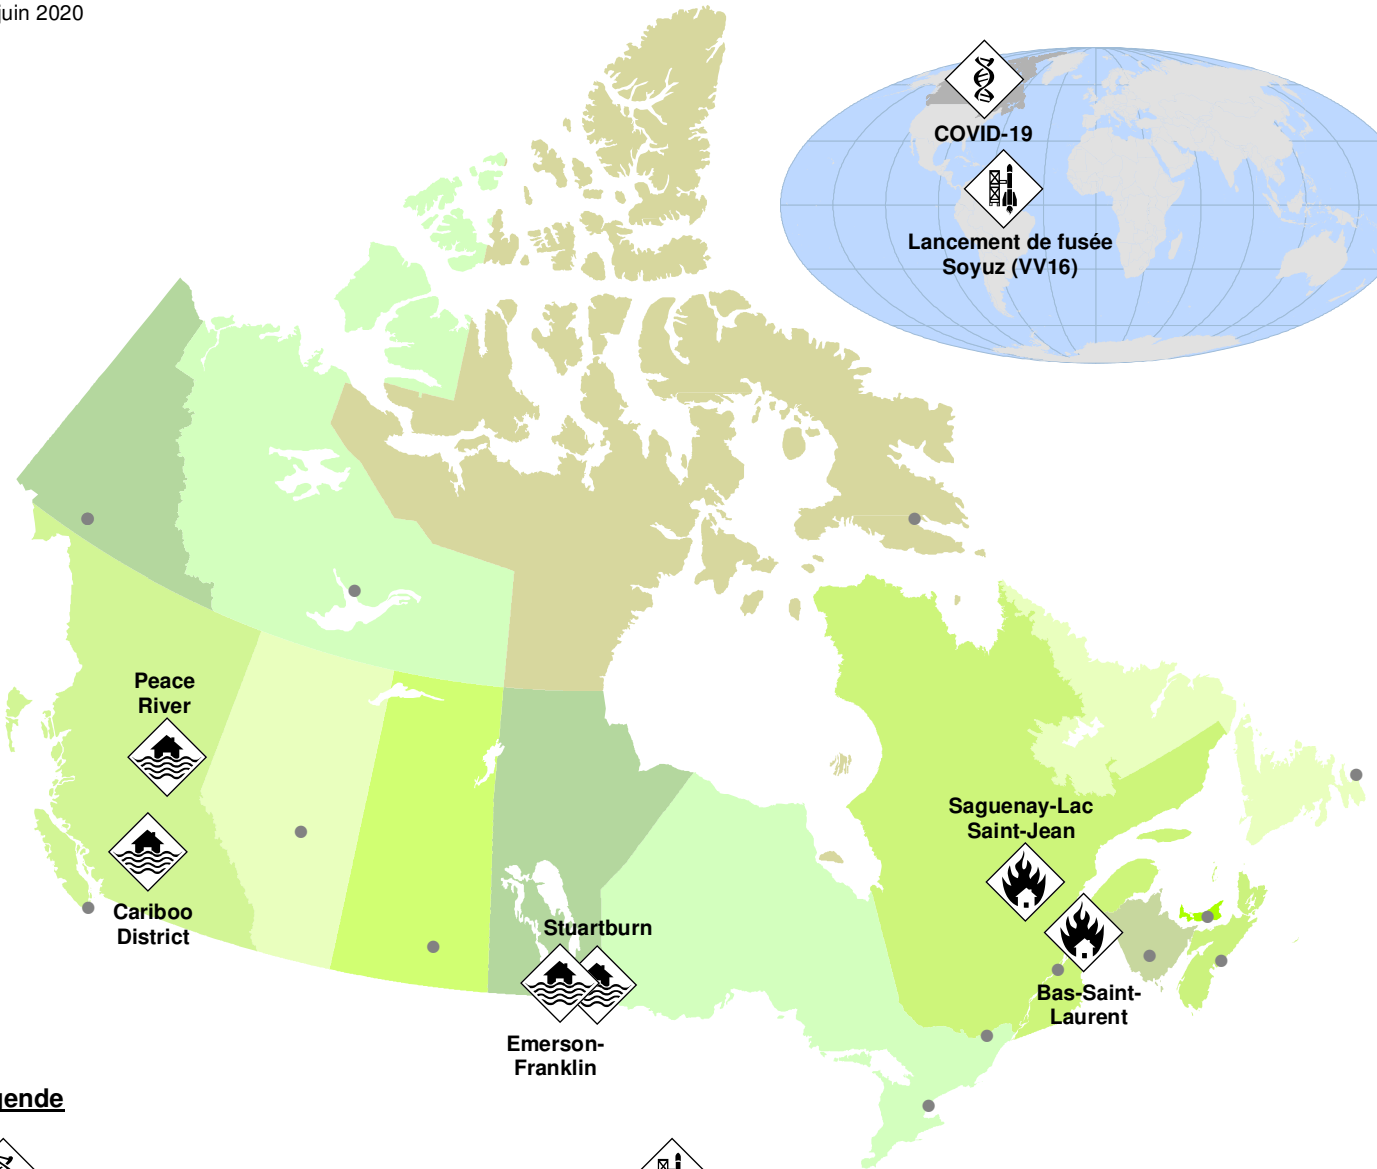 juin 2020
COVID-19
Lancement de fusée
Soyuz (VV16)
Peace
River
Cariboo
District
Stuartburn
Emerson-
Franklin
Saguenay-Lac
Saint-Jean
Bas-Saint-
Laurent
gende